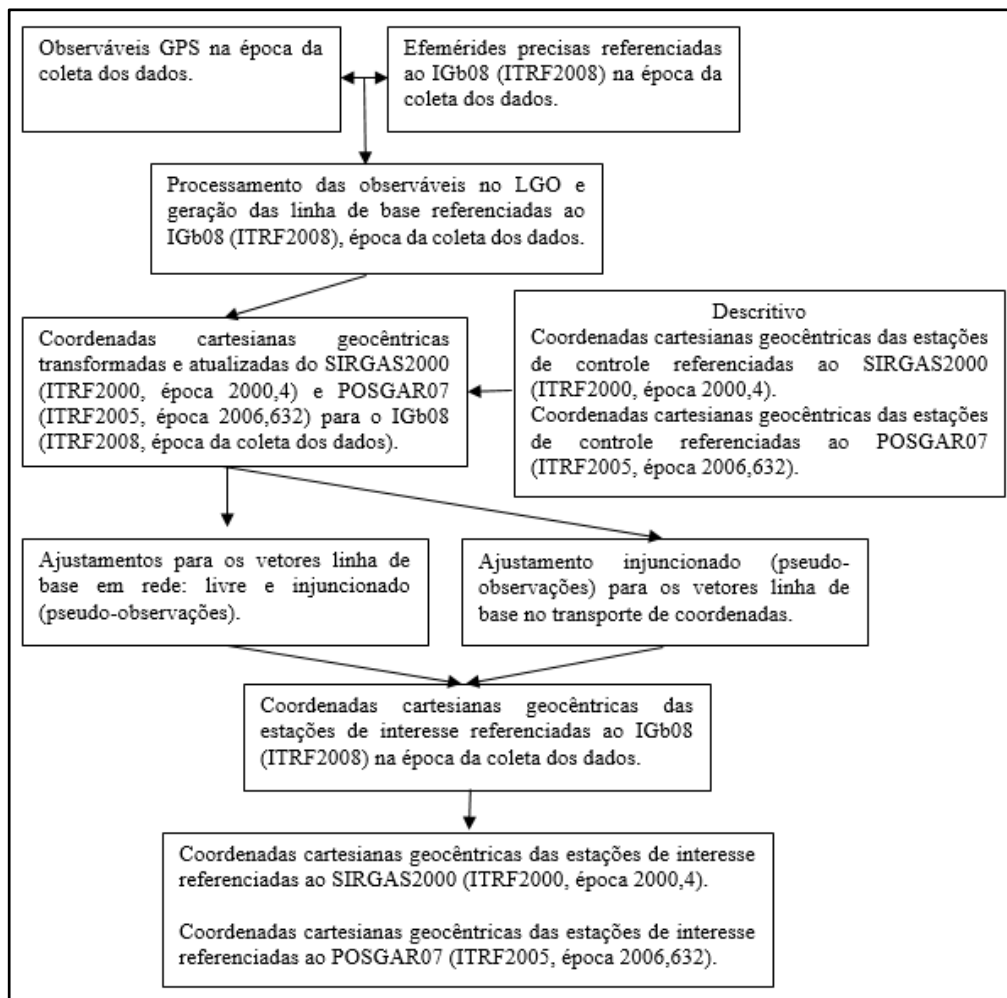 Observáveis GPS na época da
coleta dos dados.
Efemérides precisas referenciadas
ao IGb08 (ITRF2008) na época da
coleta dos dados.
Processamento das observáveis no LGO e
geração das linha de base referenciadas ao
IGb08 (ITRF2008), época da coleta dos dados.
Coordenadas cartesianas geocêntricas
transformadas e atualizadas do SIRGAS2000
(ITRF2000, época 2000,4) e POSGAR07
(ITRF2005, época 2006,632) para o IGb08
(ITRF2008, época da coleta dos dados).
Descritivo
Coordenadas cartesianas geocêntricas das estações
de controle referenciadas ao SIRGAS2000
(ITRF2000, época 2000,4).
Coordenadas cartesianas geocêntricas das estações
de controle referenciadas ao POSGAR07
(ITRF2005, época 2006,632).
Ajustamentos para os vetores linha de
base em rede: livre e injuncionado
(pseudo-observações).
Ajustamento injuncionado (pseudo-
observações) para os vetores linha de
base no transporte de coordenadas.
Coordenadas cartesianas geocêntricas das
estações de interesse referenciadas ao IGb08
(ITRF2008) na época da coleta dos dados.
Coordenadas cartesianas geocêntricas das estações de interesse
referenciadas ao SIRGAS2000 (ITRF2000, época 2000,4).
Coordenadas cartesianas geocêntricas das estações de interesse
referenciadas ao POSGAR07 (ITRF2005, época 2006,632).